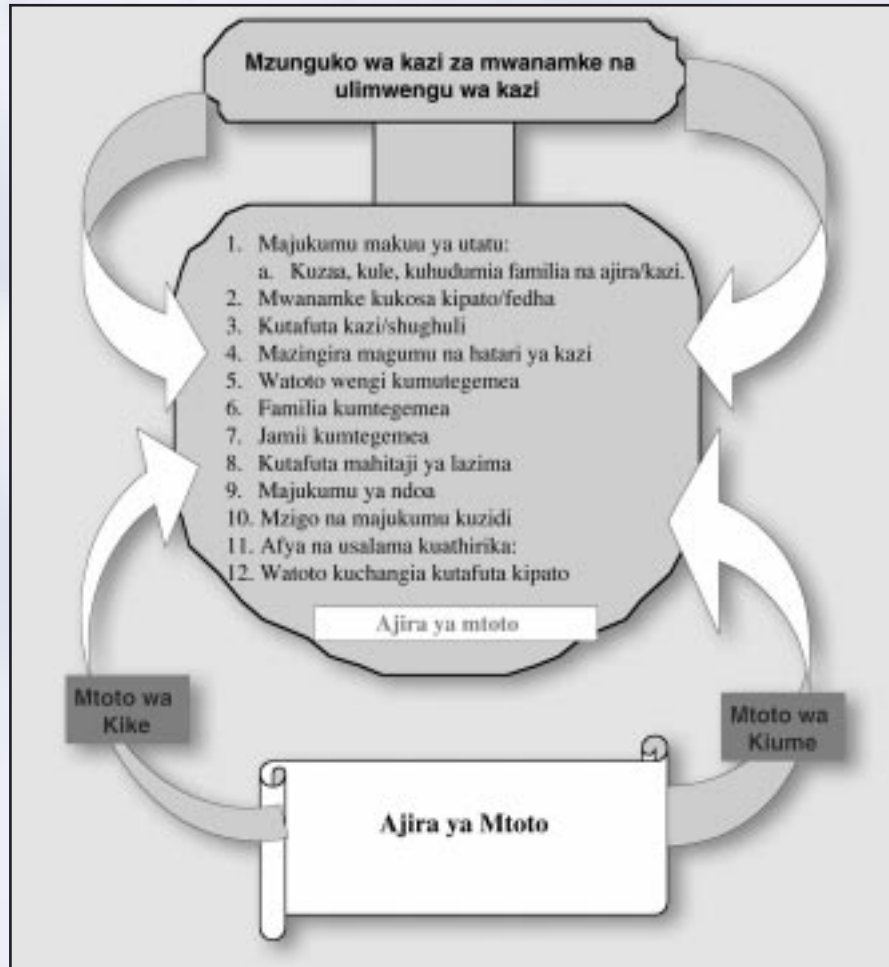 Mzunguko wa kazi za mwanamke na
ulimwengu wa kazi
1. Majukumu makuu ya utatu:
a. Kuzaa, kule, kuhudumia familia na ajira/kazi.
2. Mwanamke kukosa kipato/fedha
3. Kutafuta kazi/shughuli
4. Mazingira magumu na hatari ya kazi
5. Watoto wengi kumutegemea
6. Familia kumtegemea
7. Jamii kumtegemea
8. Kutafuta mahitaji ya lazima
9. Majukumu ya ndoa
10. Mzigo na majukumu kuzidi
11. Afya na usalama kuathirika:
12. Watoto kuchangia kutafuta kipato
Ajira ya mtoto
Mtoto wa
Kike
Mtoto wa
Kiume
Ajira ya Mtoto